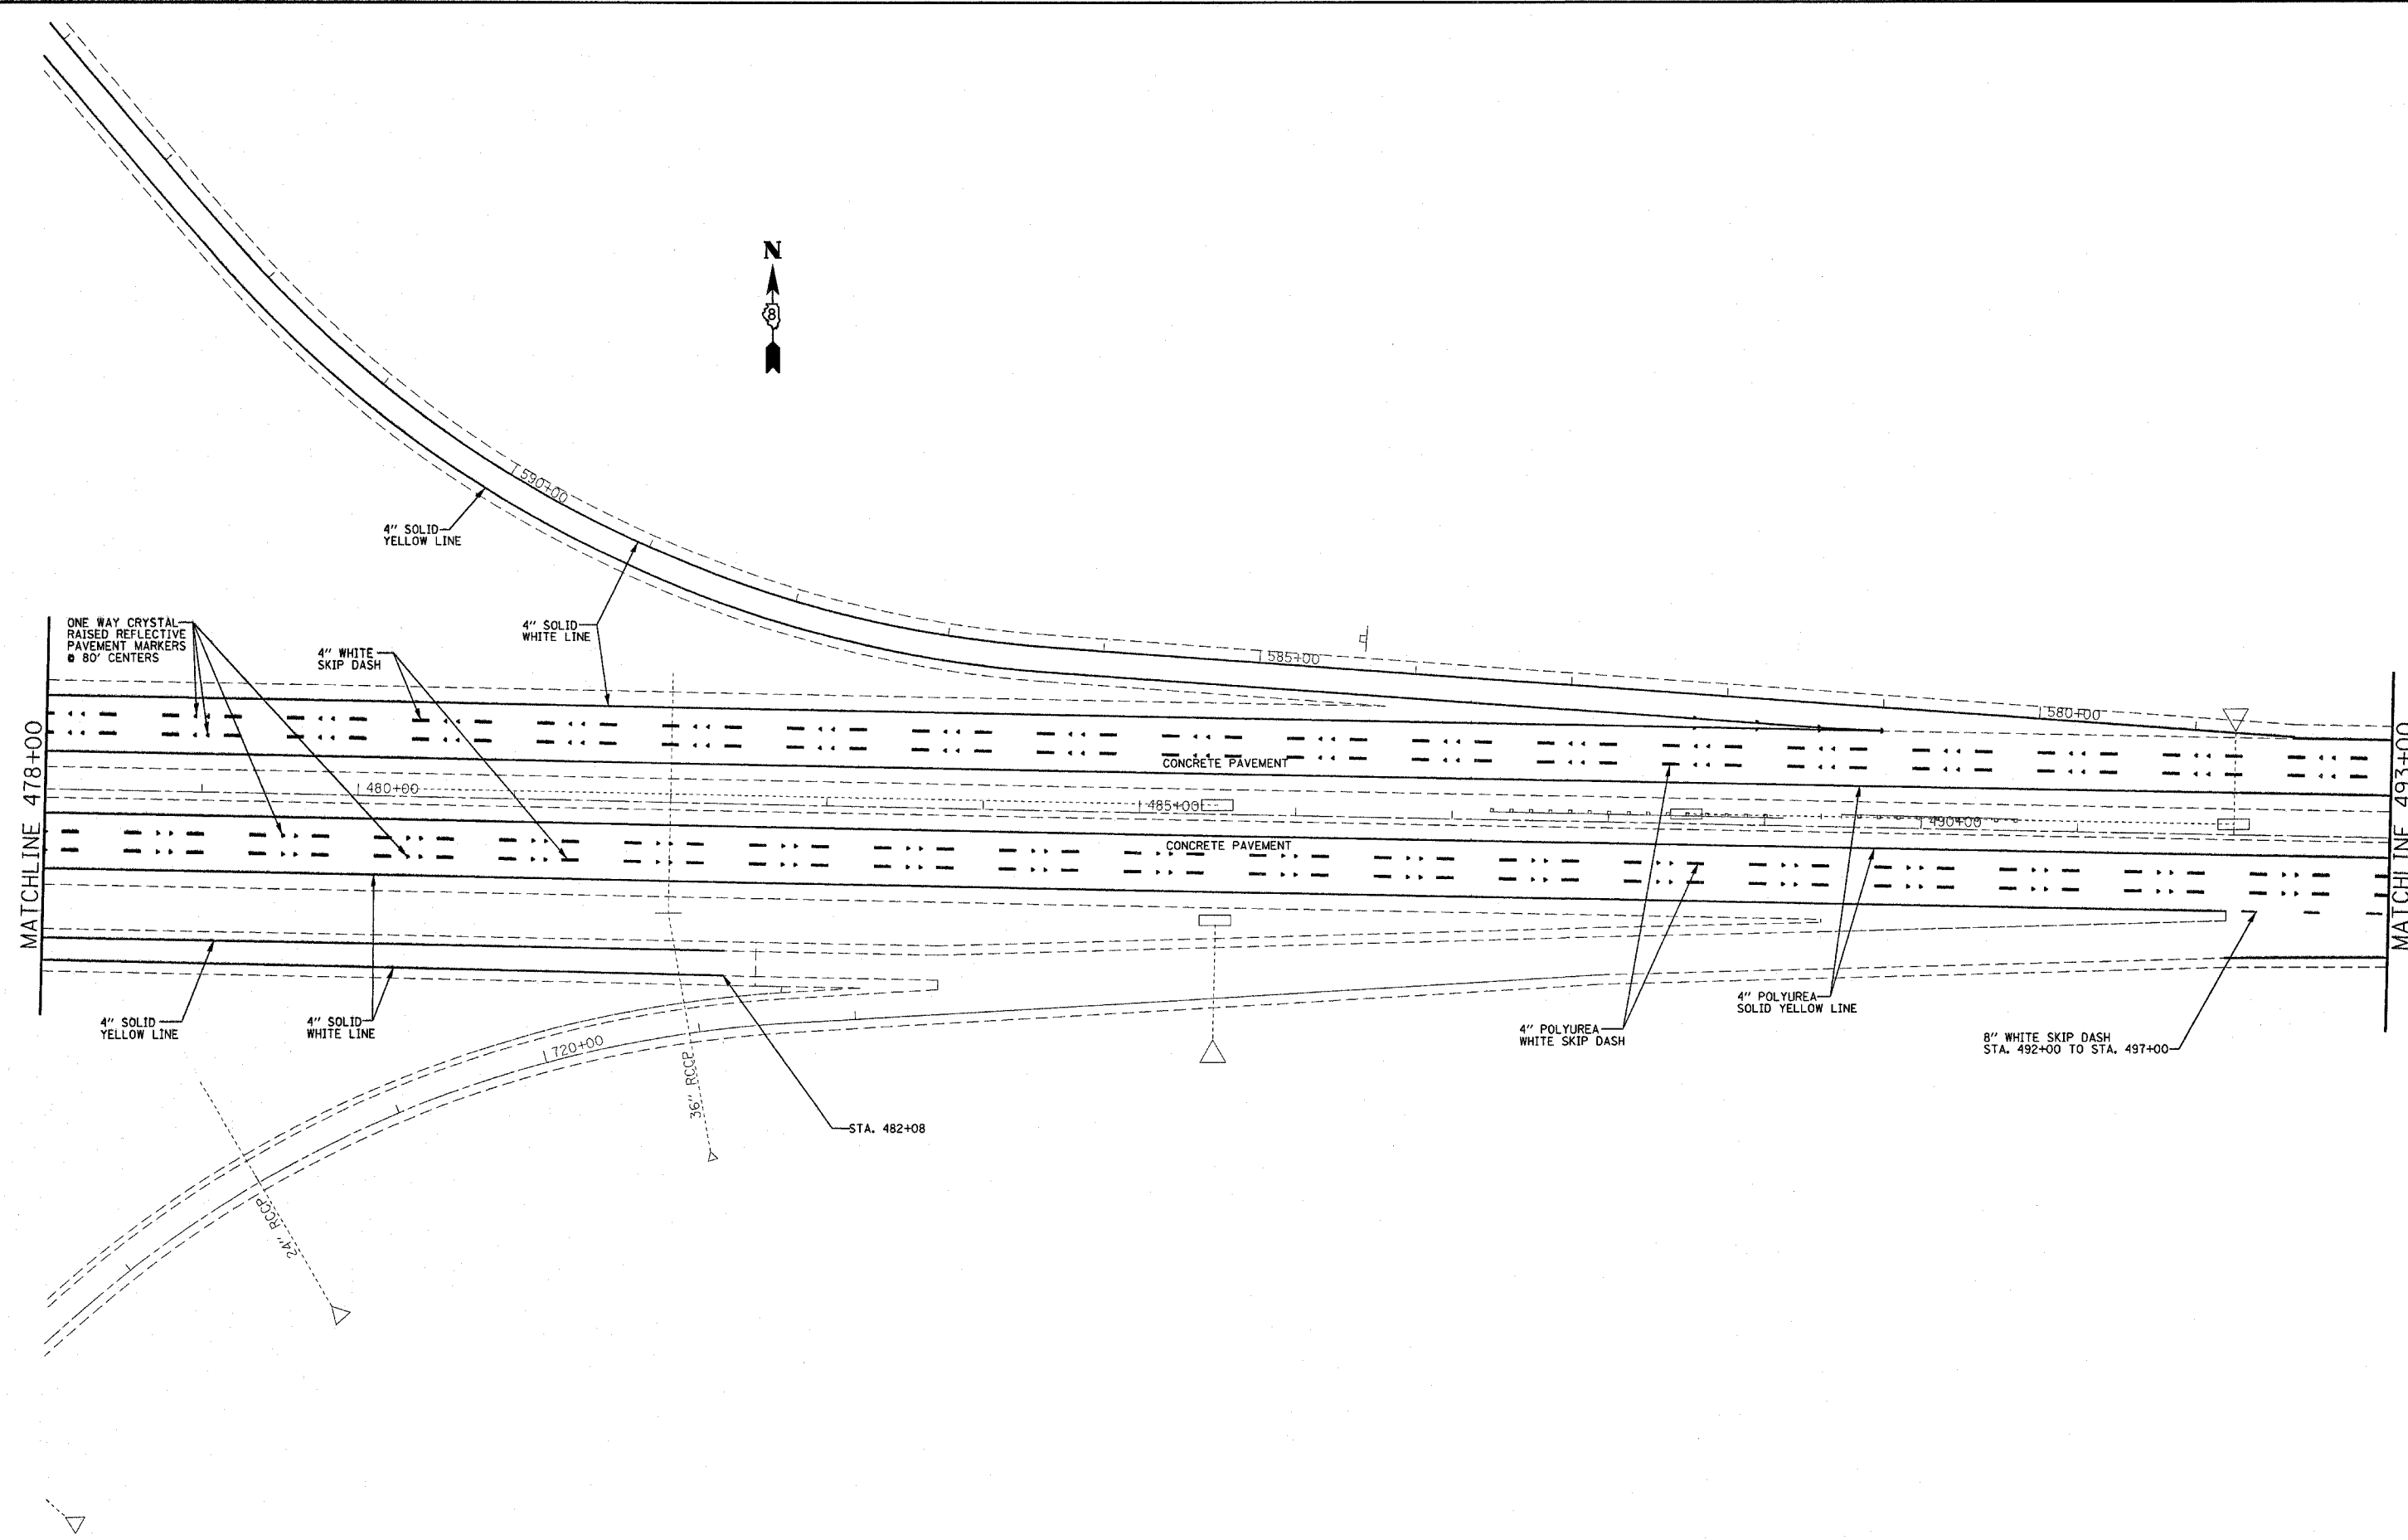 N
8
590+00
4" SOLID
YELLOW LINE
ONE WAY CRYSTAL
RAISED REFLECTIVE
PAVEMENT MARKERS
@ 80' CENTERS
4" WHITE
SKIP DASH
4" SOLID
WHITE LINE
585+00
580+00
MATCHLINE 478+00
CONCRETE PAVEMENT
480+00
485+00
490+00
CONCRETE PAVEMENT
MATCHLINE 493+00
4" SOLID
YELLOW LINE
4" SOLID
WHITE LINE
720+00
36" RCCP
24" RCCP
STA. 482+08
4" POLYUREA
WHITE SKIP DASH
4" POLYUREA
SOLID YELLOW LINE
8" WHITE SKIP DASH
STA. 492+00 TO STA. 497+00